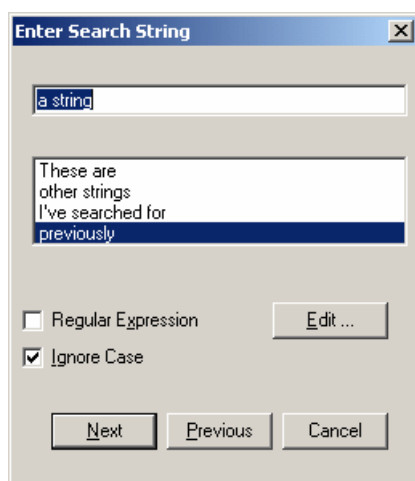 Enter Search String
a string
These are
other strings
I've searched for
previously
Regular Expression
Edit ...
Ignore Case
Next Previous Cancel